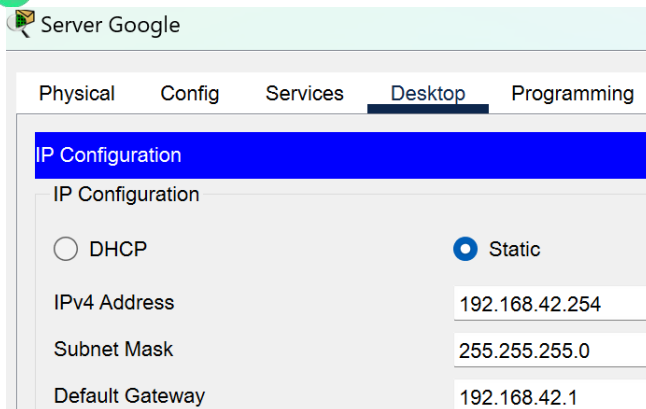 Server Google
Physical Config Services Desktop Programming
IP Configuration
IP Configuration
DHCP Static
IPv4 Address 192.168.42.254
Subnet Mask 255.255.255.0
Default Gateway 192.168.42.1